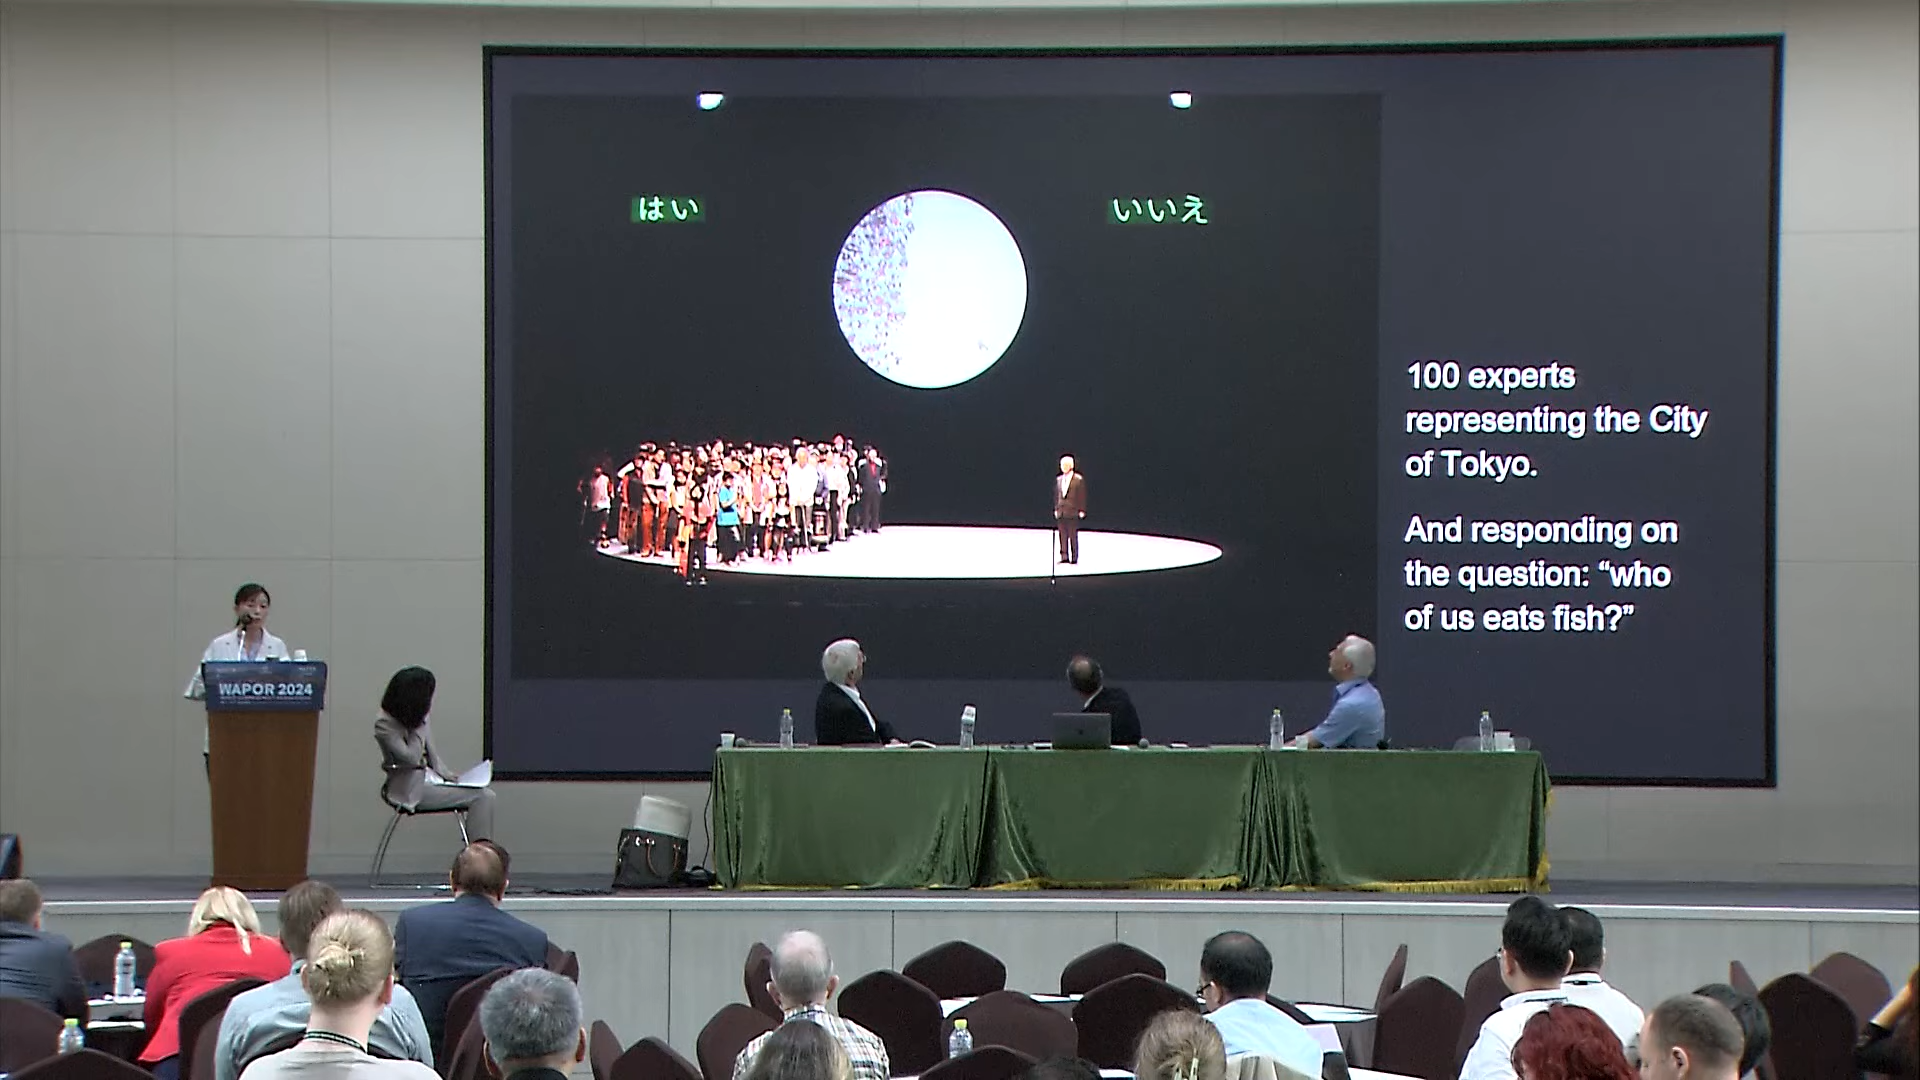 はい
いいえ
100 experts
representing the City
of Tokyo.
And responding on
the question: “who
of us eats fish?”
WAPOR 2024